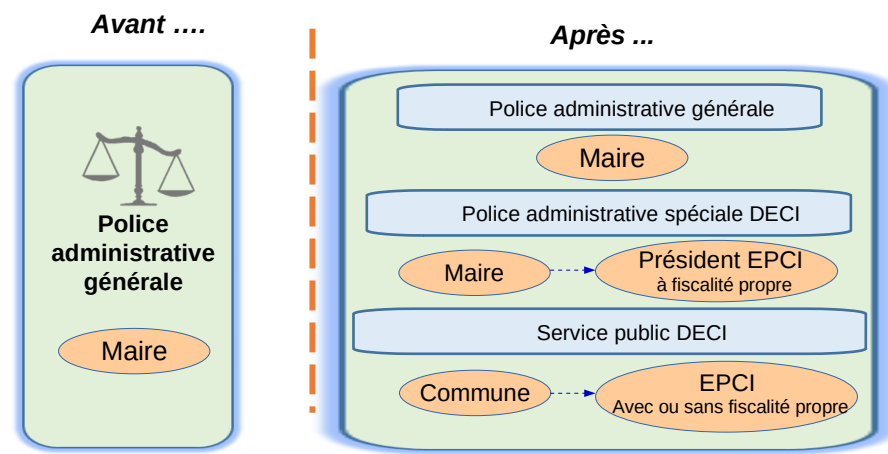 Avant ....
Police
administrative
générale
Maire
Après ...
Police administrative générale
Maire
Police administrative spéciale DECI
Maire
Président EPCI
à fiscalité propre
Service public DECI
Commune
EPCI
Avec ou sans fiscalité propre